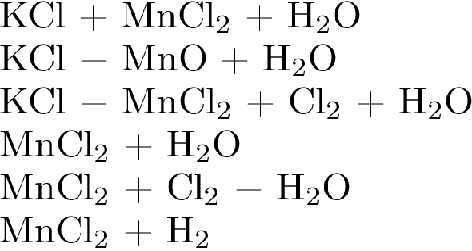 KCl + MnCl₂ + H₂O
KCl − MnO + H₂O
KCl − MnCl₂ + Cl₂ + H₂O
MnCl₂ + H₂O
MnCl₂ + Cl₂ − H₂O
MnCl₂ + H₂